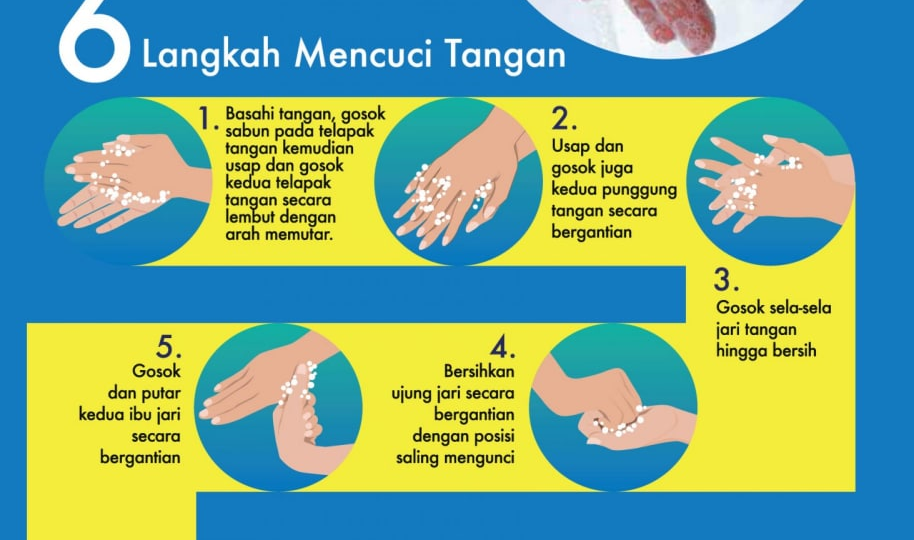 6 Langkah Mencuci Tangan
1. Basahi tangan, gosok
sabun pada telapak
tangan kemudian
usap dan gosok
kedua telapak
tangan secara
lembut dengan
arah memutar.
2.
Usap dan
gosok juga
kedua punggung
tangan secara
bergantian
3.
Gosok sela-sela
jari tangan
hingga bersih
4.
Bersihkan
ujung jari secara
bergantian
dengan posisi
saling mengunci
5.
Gosok
dan putar
kedua ibu jari
secara
bergantian